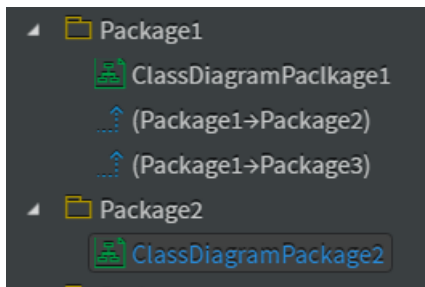 Package1
ClassDiagramPaclkage1
(Package1→Package2)
(Package1→Package3)
Package2
ClassDiagramPackage2